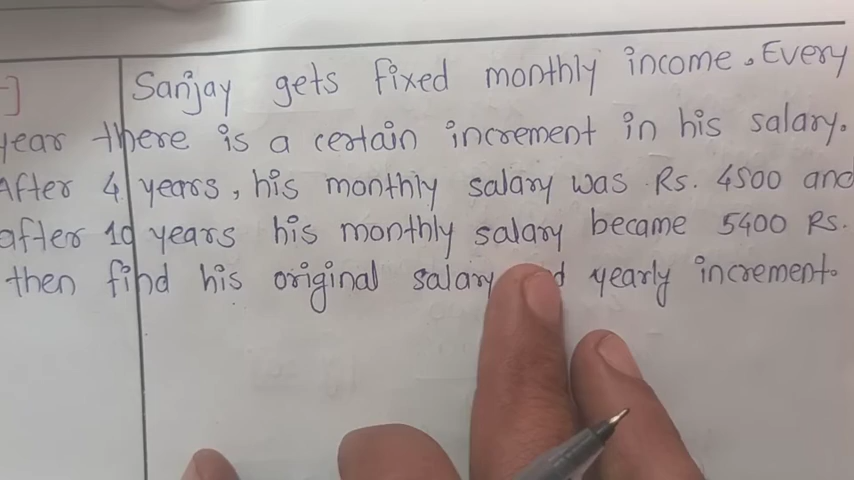 Sanjay gets fixed monthly income. Every
year there is a certain increment in his salary.
After 4 years, his monthly salary was Rs. 4500 and
after 10 years his monthly salary became 5400 Rs.
then find his original salary yearly increment.